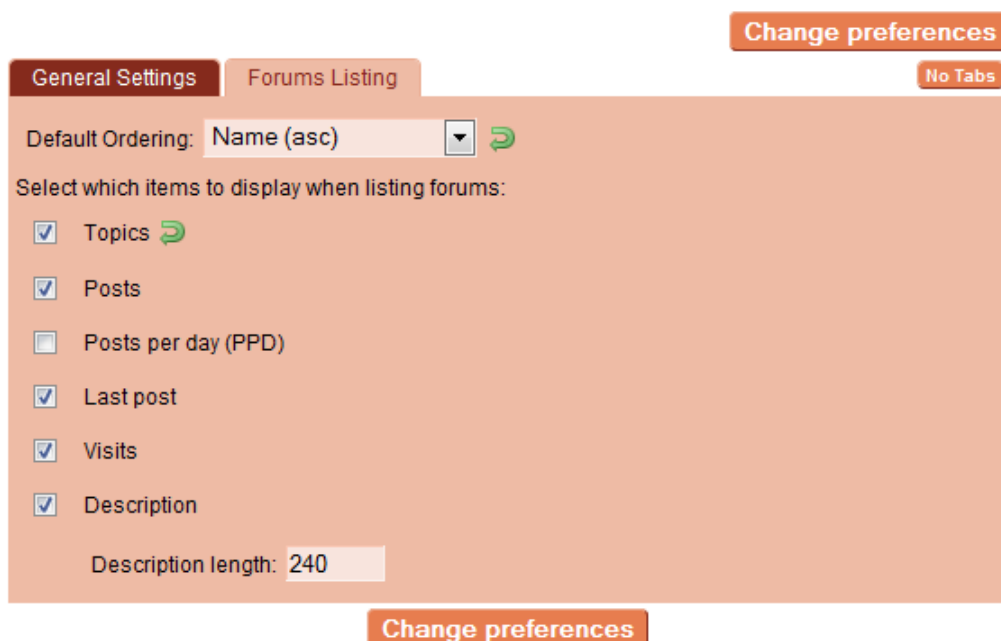 Change preferences
General Settings Forums Listing No Tabs
Default Ordering: Name (asc)
Select which items to display when listing forums:
Topics
Posts
Posts per day (PPD)
Last post
Visits
Description
Description length: 240
Change preferences